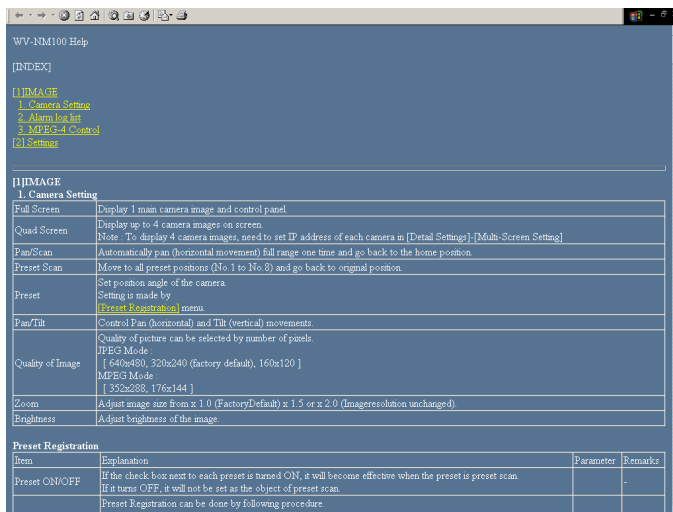 WV-NM100 Help
[INDEX]
[1]IMAGE
1. Camera Setting
2. Alarm log list
3. MPEG-4 Control
[2] Settings
[1]IMAGE
1. Camera Setting
Full Screen Display 1 main camera image and control panel.
Quad Screen Display up to 4 camera images on screen.
Note : To display 4 camera images, need to set IP address of each camera in [Detail Settings]-[Multi-Screen Setting]
Pan/Scan Automatically pan (horizontal movement) full range one time and go back to the home position.
Preset Scan Move to all preset positions (No.1 to No.8) and go back to original position.
Preset Set position angle of the camera.
Setting is made by
[Preset Registration] menu.
Pan/Tilt Control Pan (horizontal) and Tilt (vertical) movements.
Quality of Image Quality of picture can be selected by number of pixels.
JPEG Mode :
[ 640x480, 320x240 (factory default), 160x120 ]
MPEG Mode :
[ 352x288, 176x144 ]
Zoom Adjust image size from x 1.0 (FactoryDefault) x 1.5 or x 2.0 (Imageresolution unchanged).
Brightness Adjust brightness of the image.
Preset Registration
Item Explanation Parameter Remarks
Preset ON/OFF If the check box next to each preset is turned ON, it will become effective when the preset is preset scan. -
If it turns OFF, it will not be set as the object of preset scan.
Preset Registration can be done by following procedure.